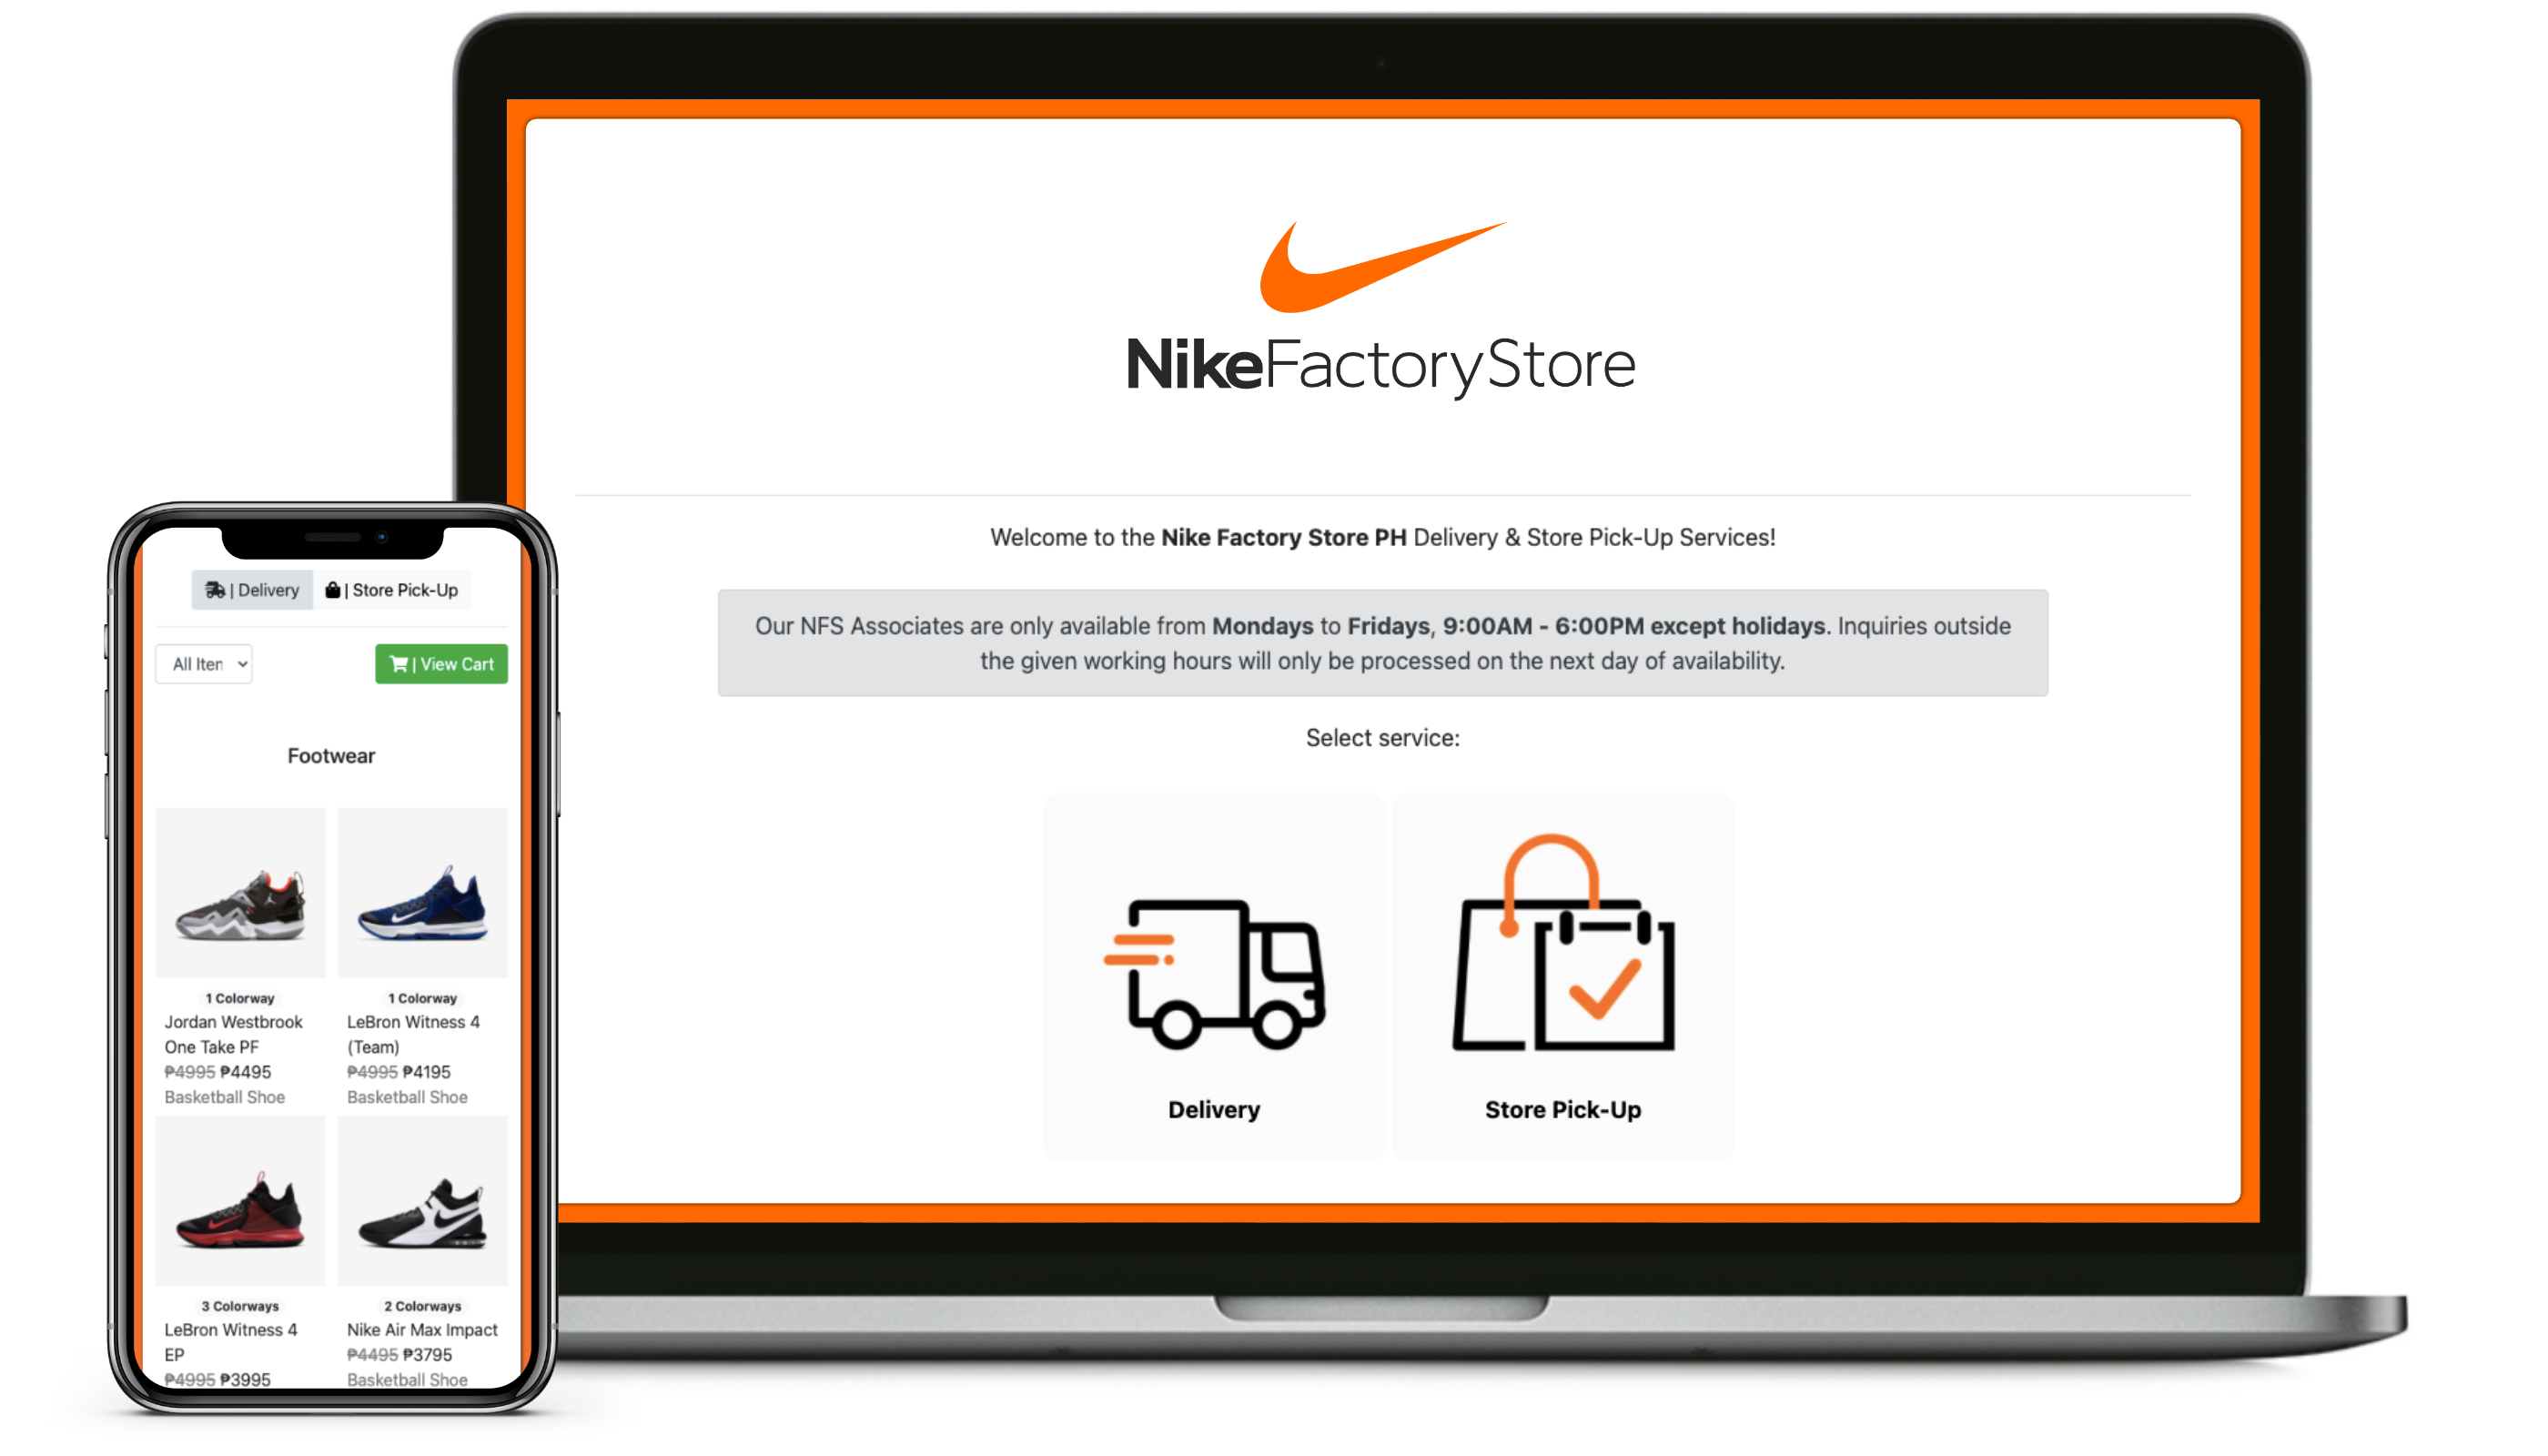 NikeFactoryStore
Welcome to the Nike Factory Store PH Delivery & Store Pick-Up Services!
Our NFS Associates are only available from Mondays to Fridays, 9:00AM - 6:00PM except holidays. Inquiries outside
the given working hours will only be processed on the next day of availability.
Select service:
Delivery
Store Pick-Up
| Delivery
| Store Pick-Up
All Iten
| View Cart
Footwear
1 Colorway
Jordan Westbrook
One Take PF
₱4995 ₱4495
Basketball Shoe
1 Colorway
LeBron Witness 4
(Team)
₱4995 ₱4195
Basketball Shoe
3 Colorways
LeBron Witness 4
EP
₱4995 ₱3995
2 Colorways
Nike Air Max Impact
₱4495 ₱3795
Basketball Shoe